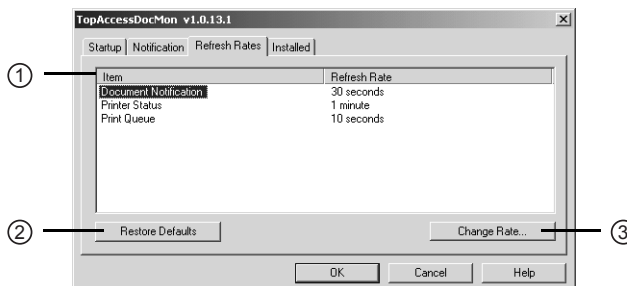 TopAccessDocMon v1.0.13.1
Startup Notification Refresh Rates Installed
① Item Refresh Rate
Document Notification 30 seconds
Printer Status 1 minute
Print Queue 10 seconds
② Restore Defaults Change Rate... ③
OK Cancel Help